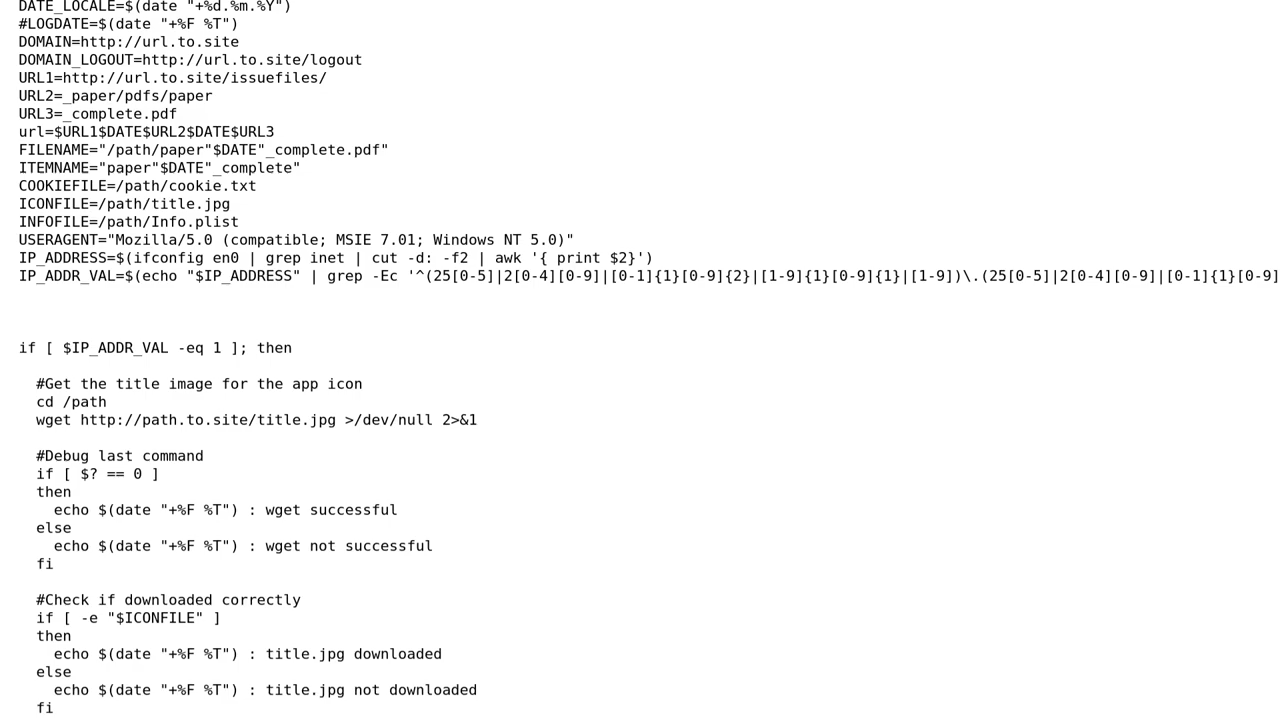 DATE_LOCALE=$(date "+%d.%m.%Y")
#LOGDATE=$(date "+%F %T")
DOMAIN=http://url.to.site
DOMAIN_LOGOUT=http://url.to.site/logout
URL1=http://url.to.site/issuefiles/
URL2=_paper/pdfs/paper
URL3=_complete.pdf
url=$URL1$DATE$URL2$DATE$URL3
FILENAME="/path/paper"$DATE"_complete.pdf"
ITEMNAME="paper"$DATE"_complete"
COOKIEFILE=/path/cookie.txt
ICONFILE=/path/title.jpg
INFOFILE=/path/Info.plist
USERAGENT="Mozilla/5.0 (compatible; MSIE 7.01; Windows NT 5.0)"
IP_ADDRESS=$(ifconfig en0 | grep inet | cut -d: -f2 | awk '{ print $2}')
IP_ADDR_VAL=$(echo "$IP_ADDRESS" | grep -Ec '^(25[0-5]|2[0-4][0-9]|[0-1]{1}[0-9]{2}|[1-9]{1}[0-9]{1}|[1-9])\.(25[0-5]|2[0-4][0-9]|[0-1]{1}[0-9]
if [ $IP_ADDR_VAL -eq 1 ]; then
#Get the title image for the app icon
cd /path
wget http://path.to.site/title.jpg >/dev/null 2>&1
#Debug last command
if [ $? == 0 ]
then
echo $(date "+%F %T") : wget successful
else
echo $(date "+%F %T") : wget not successful
fi
#Check if downloaded correctly
if [ -e "$ICONFILE" ]
then
echo $(date "+%F %T") : title.jpg downloaded
else
echo $(date "+%F %T") : title.jpg not downloaded
fi